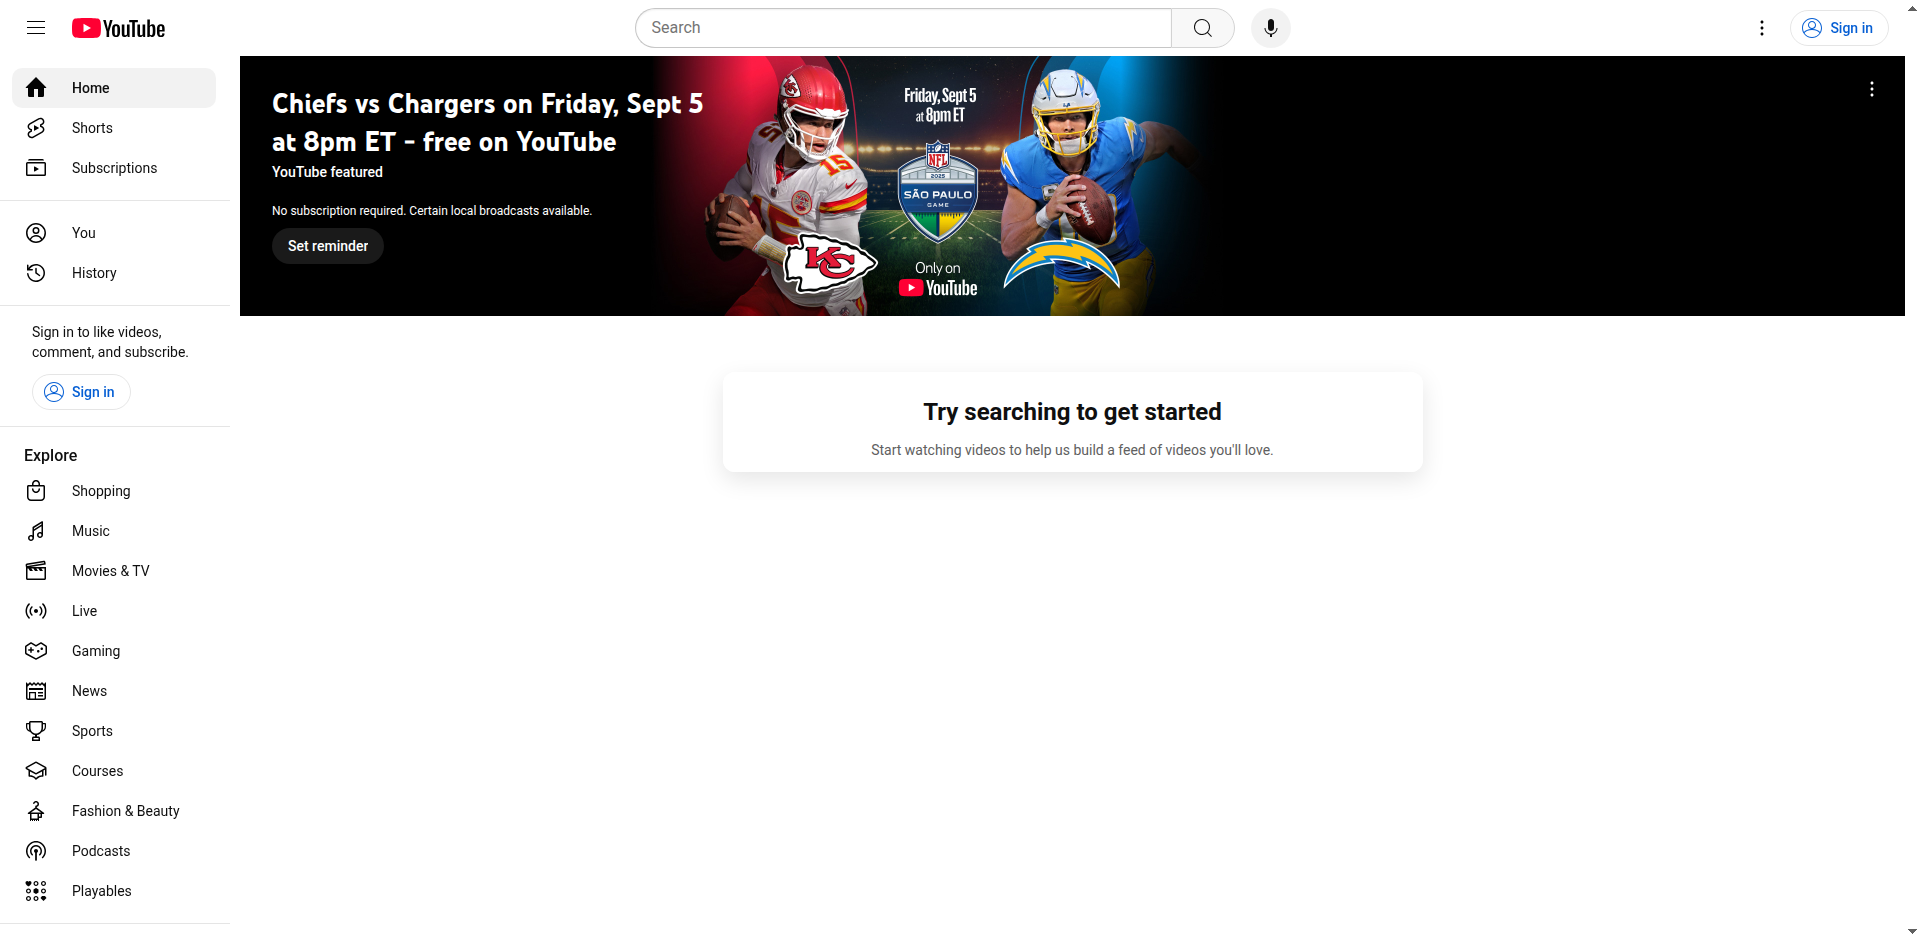 YouTube
Search
Sign in
Home
Shorts
Subscriptions
You
History
Sign in to like videos,
comment, and subscribe.
Sign in
Explore
Shopping
Music
Movies & TV
Live
Gaming
News
Sports
Courses
Fashion & Beauty
Podcasts
Playables
Chiefs vs Chargers on Friday, Sept 5
at 8pm ET - free on YouTube
YouTube featured
No subscription required. Certain local broadcasts available.
Set reminder
Friday, Sept 5
at 8pm ET
NFL
2025
SÃO PAULO
GAME
15
KC
Only on
YouTube
Try searching to get started
Start watching videos to help us build a feed of videos you'll love.